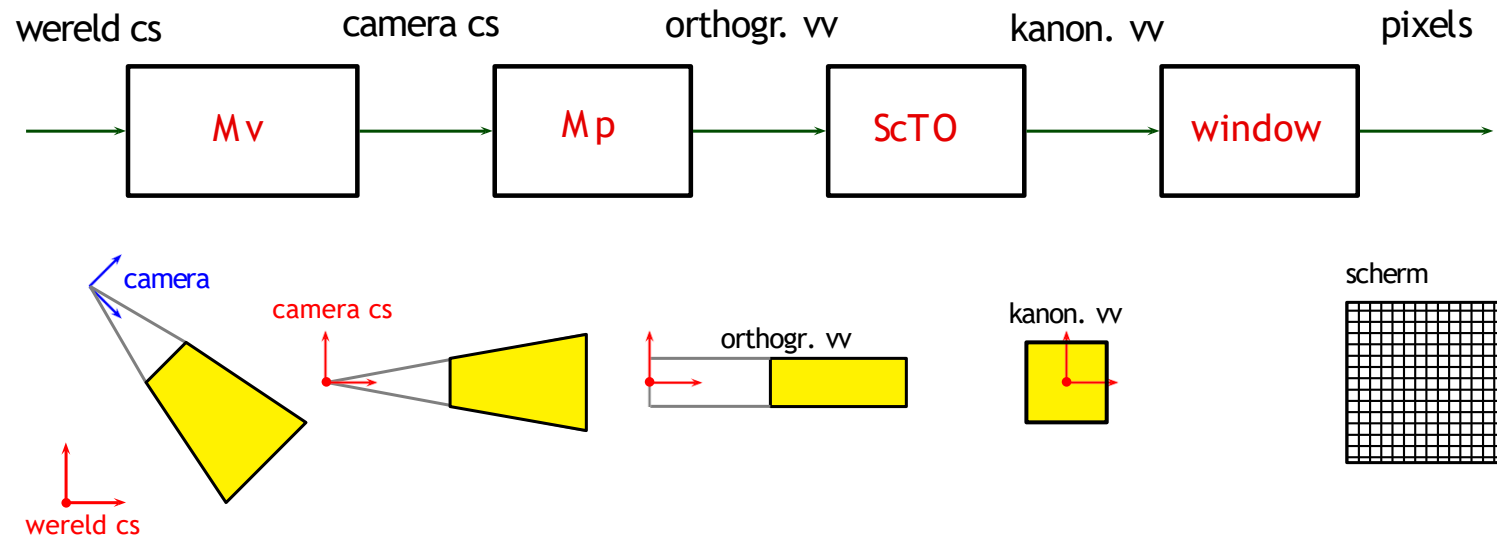 wereld cs camera cs orthogr. vv kanon. vv pixels
Mv Mp ScTO window
camera
camera cs
orthogr. vv
kanon. vv
scherm
wereld cs